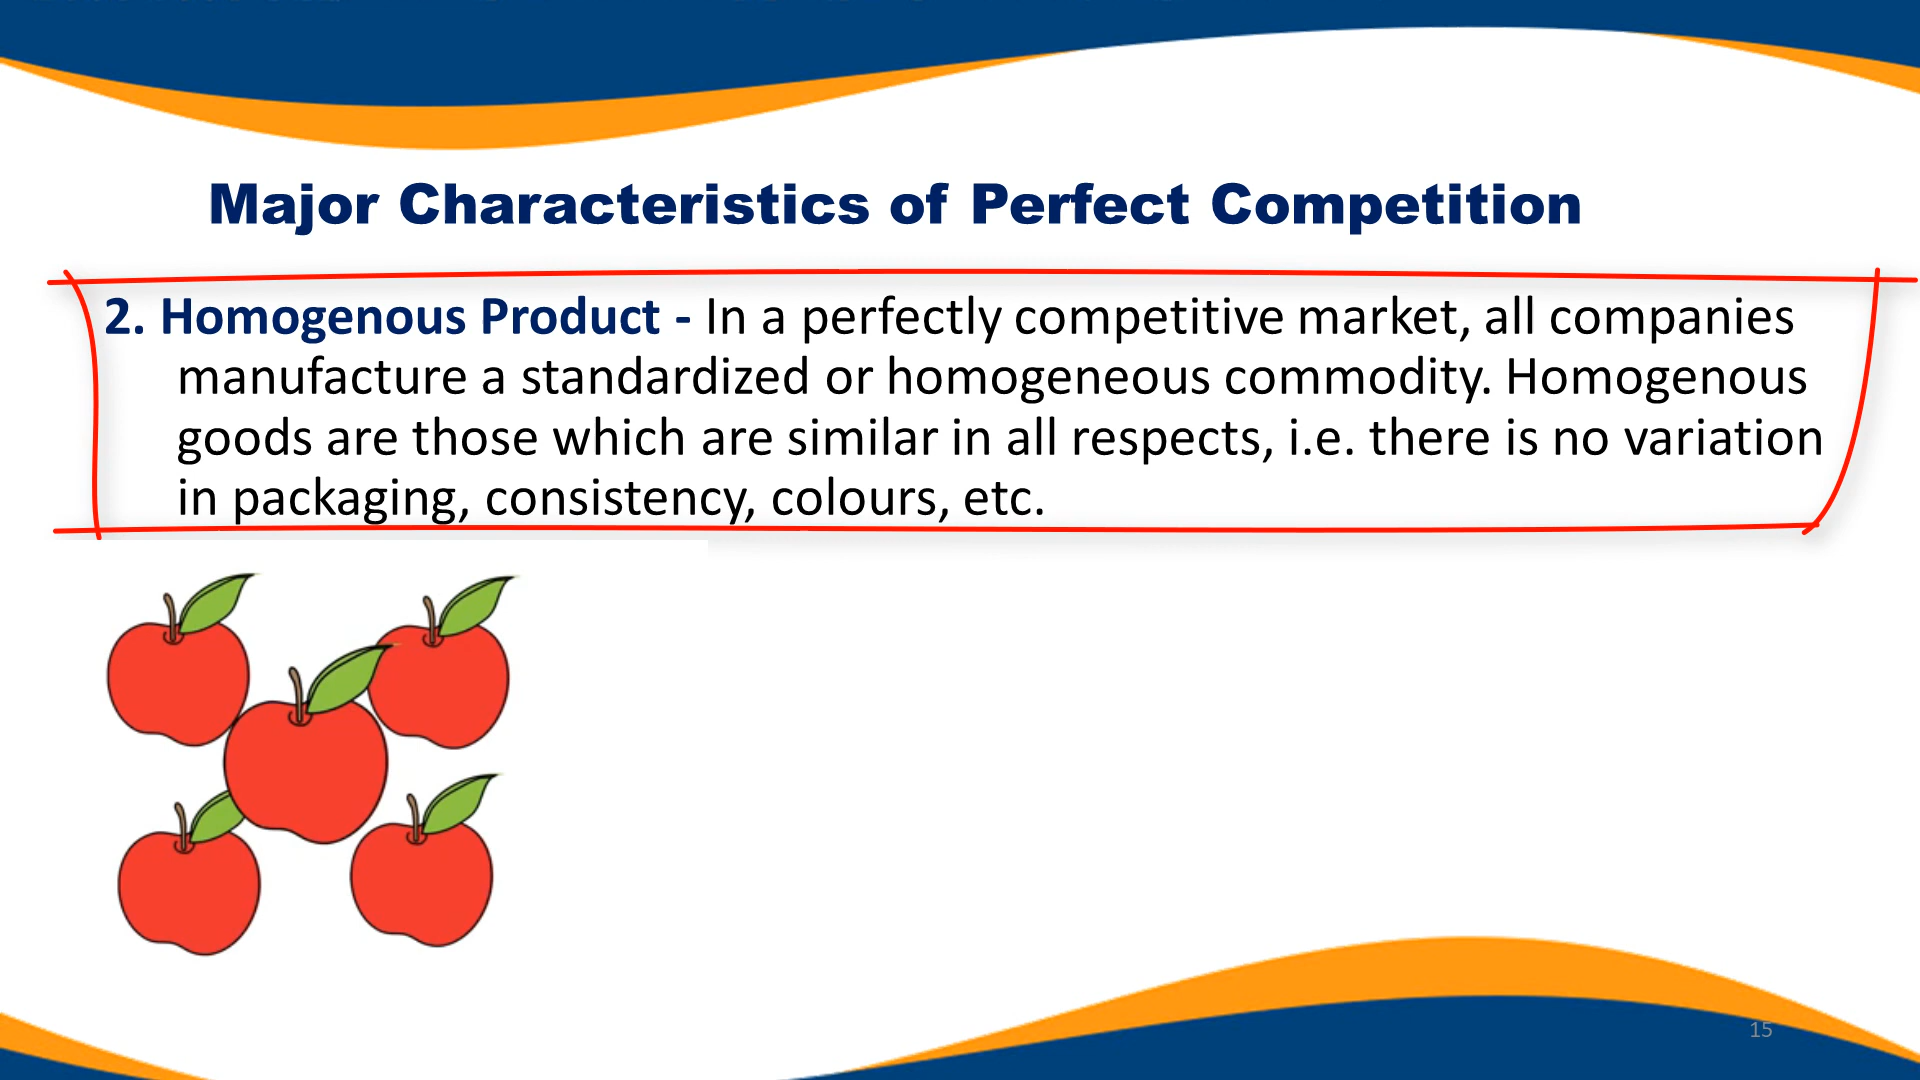 Major Characteristics of Perfect Competition
2. Homogenous Product - In a perfectly competitive market, all companies
manufacture a standardized or homogeneous commodity. Homogenous
goods are those which are similar in all respects, i.e. there is no variation
in packaging, consistency, colours, etc.
15